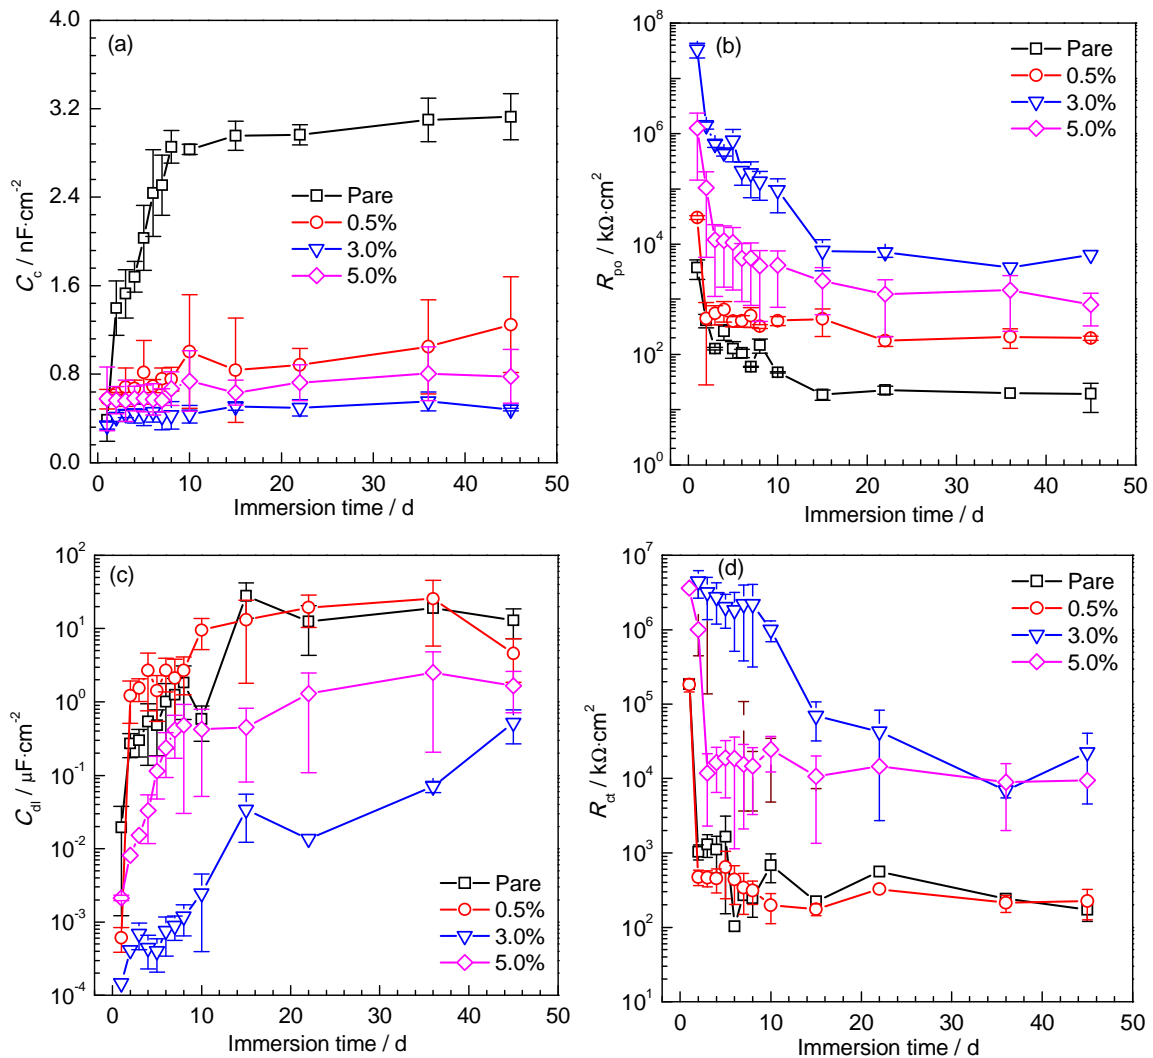 (a)
4.0
3.2
2.4
1.6
0.8
0.0
C_c / nF·cm^-2
Pare
0.5%
3.0%
5.0%
0 10 20 30 40 50
Immersion time / d
(b)
10^8
10^6
10^4
10^2
10^0
R_po / kΩ·cm^2
Pare
0.5%
3.0%
5.0%
0 10 20 30 40 50
Immersion time / d
(c)
10^2
10^1
10^0
10^-1
10^-2
10^-3
10^-4
C_dl / μF·cm^-2
Pare
0.5%
3.0%
5.0%
0 10 20 30 40 50
Immersion time / d
(d)
10^7
10^6
10^5
10^4
10^3
10^2
10^1
R_ct / kΩ·cm^2
Pare
0.5%
3.0%
5.0%
0 10 20 30 40 50
Immersion time / d